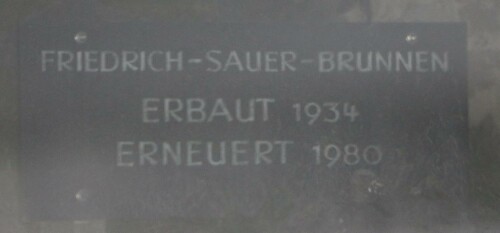 FRIEDRICH-SAUER-BRUNNEN
ERBAUT 1934
ERNEUERT 1980